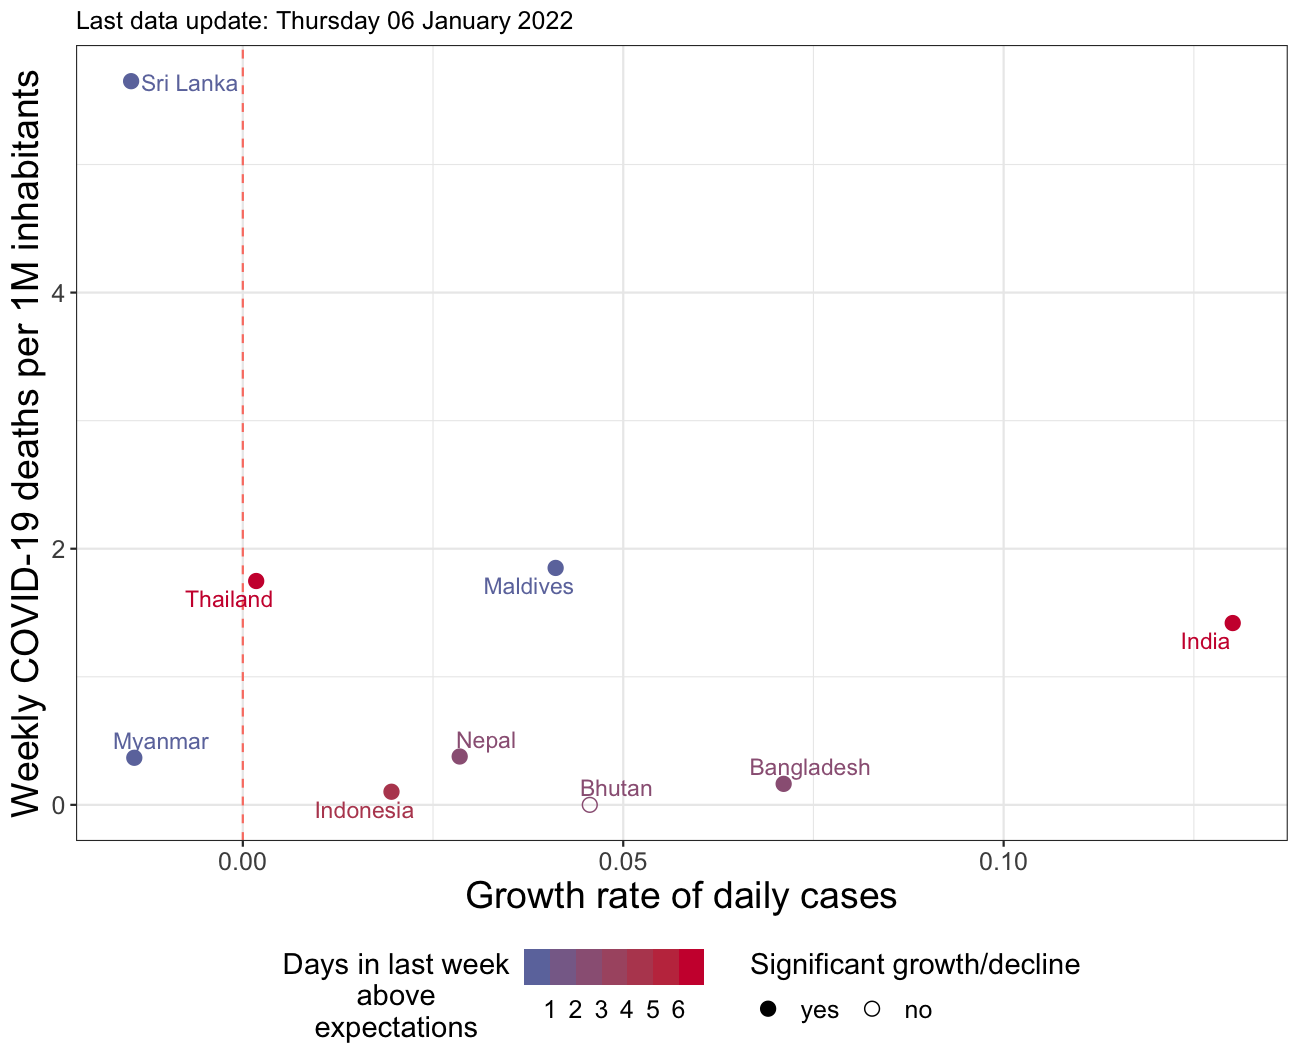 Last data update: Thursday 06 January 2022
Weekly COVID-19 deaths per 1M inhabitants
4
2
0
Sri Lanka
Maldives
Thailand
India
Myanmar
Nepal
Bangladesh
Bhutan
Indonesia
0.00 0.05 0.10
Growth rate of daily cases
Days in last week
above
expectations
1 2 3 4 5 6
Significant growth/decline
yes no